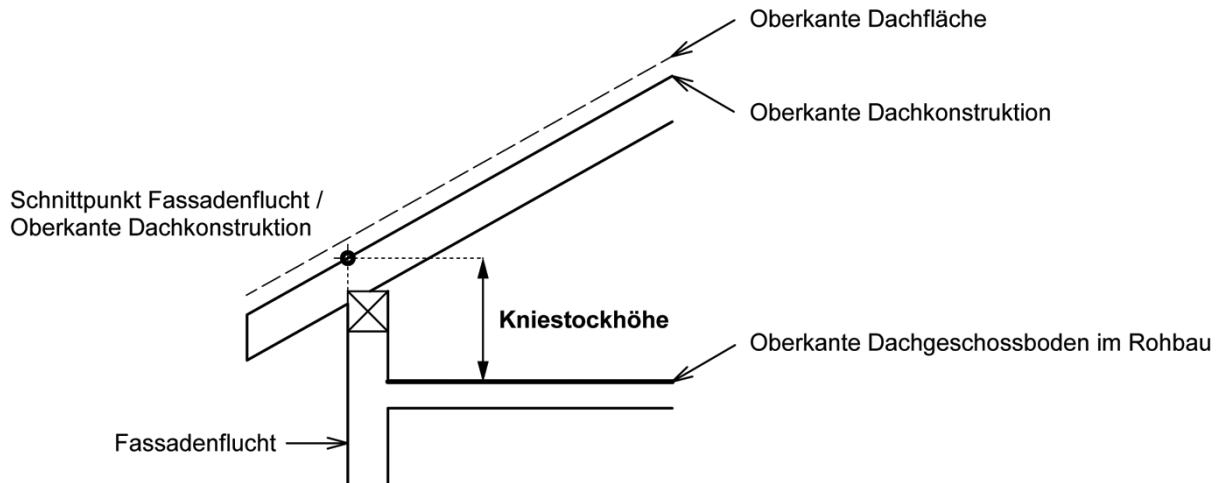 Oberkante Dachfläche
Oberkante Dachkonstruktion
Schnittpunkt Fassadenflucht /
Oberkante Dachkonstruktion
Kniestockhöhe
Oberkante Dachgeschossboden im Rohbau
Fassadenflucht